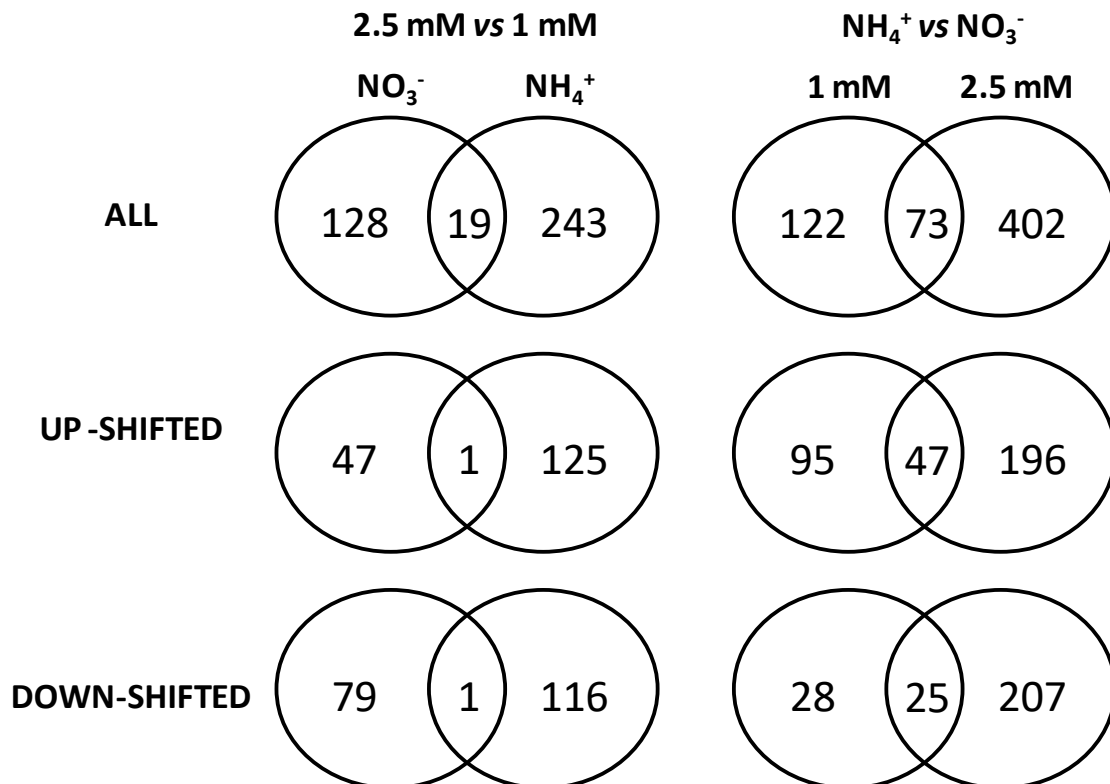 2.5 mM vs 1 mM
NH₄⁺ vs NO₃⁻
NO₃⁻
NH₄⁺
1 mM
2.5 mM
ALL
128
19
243
122
73
402
UP -SHIFTED
47
1
125
95
47
196
DOWN-SHIFTED
79
1
116
28
25
207